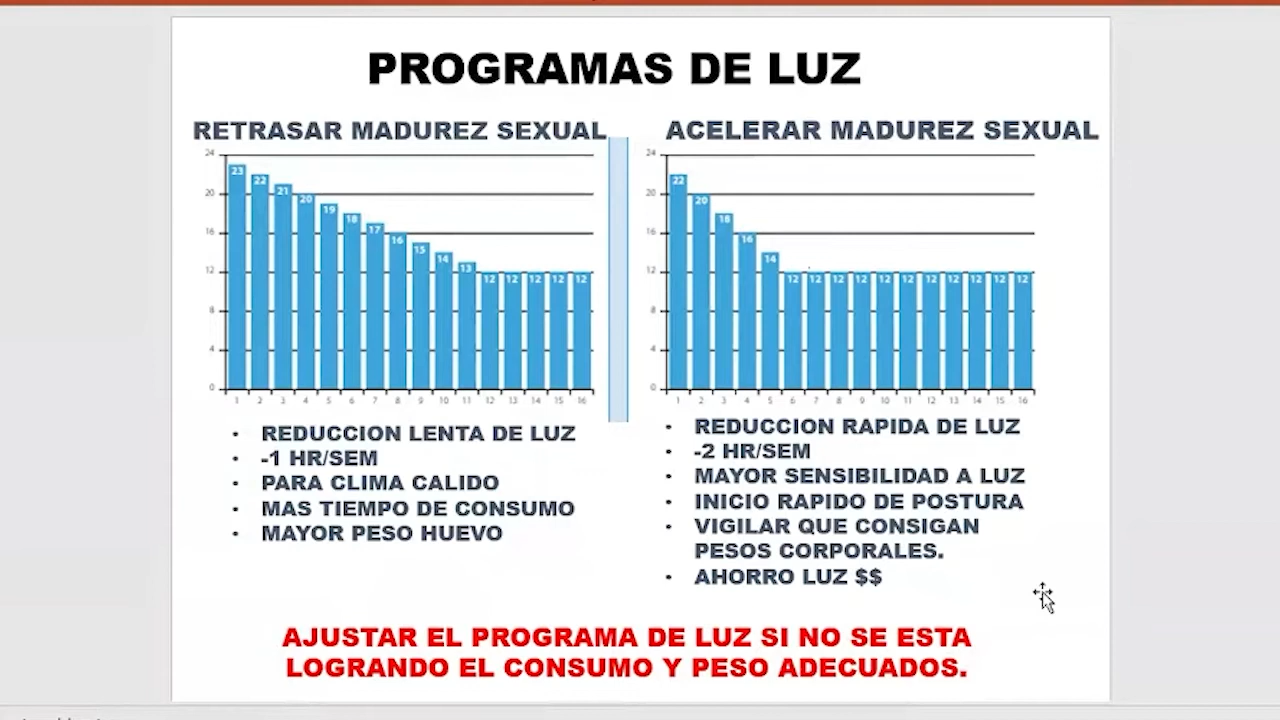 PROGRAMAS DE LUZ
RETRASAR MADUREZ SEXUAL
24
20
16
12
8
4
0
23 22 21 20 19 18 17 16 15 14 13 12 12 12 12 12
1 2 3 4 5 6 7 8 9 10 11 12 13 14 15 16
• REDUCCION LENTA DE LUZ
• -1 HR/SEM
• PARA CLIMA CALIDO
• MAS TIEMPO DE CONSUMO
• MAYOR PESO HUEVO
ACELERAR MADUREZ SEXUAL
24
20
16
12
8
4
0
22 20 18 16 14 12 12 12 12 12 12 12 12 12 12 12
1 2 3 4 5 6 7 8 9 10 11 12 13 14 15 16
• REDUCCION RAPIDA DE LUZ
• -2 HR/SEM
• MAYOR SENSIBILIDAD A LUZ
• INICIO RAPIDO DE POSTURA
• VIGILAR QUE CONSIGAN
PESOS CORPORALES.
• AHORRO LUZ $$
AJUSTAR EL PROGRAMA DE LUZ SI NO SE ESTA
LOGRANDO EL CONSUMO Y PESO ADECUADOS.